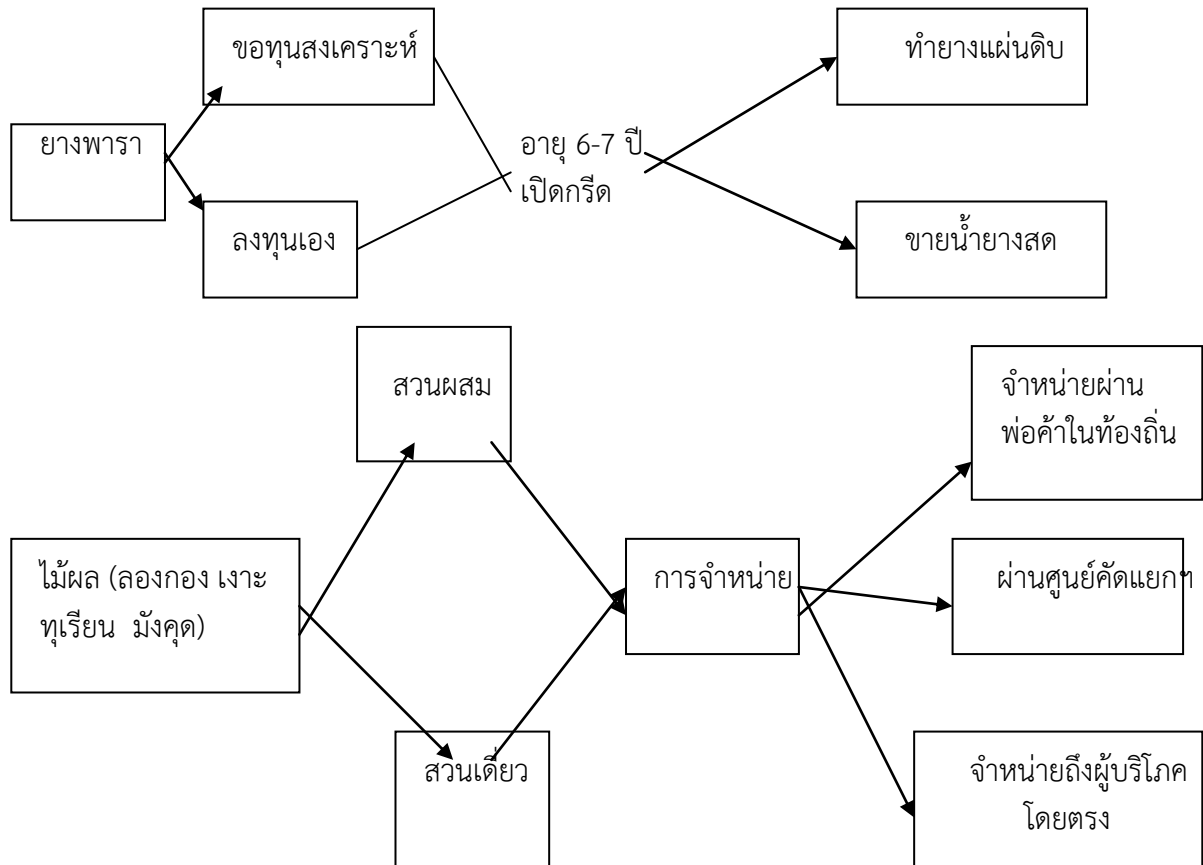 ขอทุนสงเคราะห์
ทำยางแผ่นดิบ
ยางพารา
อายุ 6-7 ปี
เปิดกรีด
ลงทุนเอง
ขายน้ำยางสด
สวนผสม
จำหน่ายผ่าน
พ่อค้าในท้องถิ่น
ไม้ผล (ลองกอง เงาะ
ทุเรียน มังคุด)
การจำหน่าย
ผ่านศูนย์คัดแยกฯ
สวนเดี่ยว
จำหน่ายถึงผู้บริโภค
โดยตรง